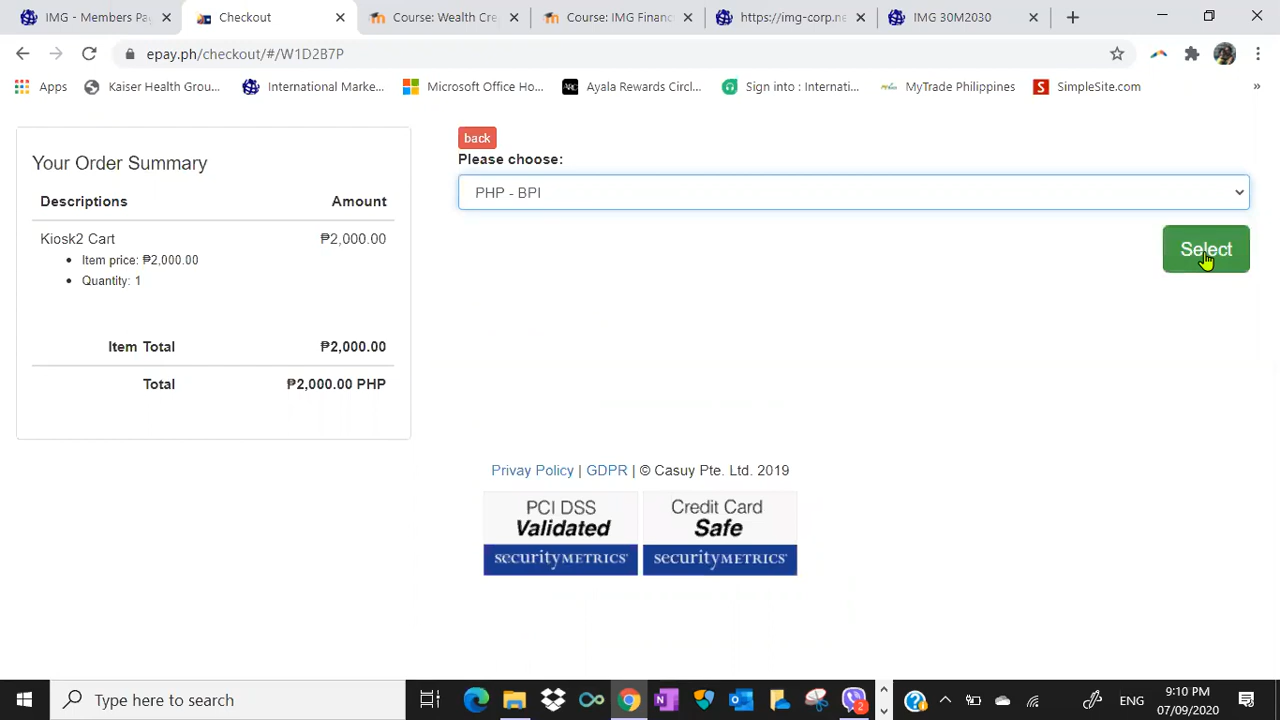 IMG - Members Pa
Checkout
Course: Wealth Cre
Course: IMG Financ
https://img-corp.ne
IMG 30M2030
epay.ph/checkout/#/W1D2B7P
Apps
Kaiser Health Grou...
International Marke...
Microsoft Office Ho...
Ayala Rewards Circl...
Sign into : Internati...
MyTrade Philippines
SimpleSite.com
»
Your Order Summary
Descriptions Amount
Kiosk2 Cart ₱2,000.00
• Item price: ₱2,000.00
• Quantity: 1
Item Total ₱2,000.00
Total ₱2,000.00 PHP
back
Please choose:
PHP - BPI
Select
Privay Policy | GDPR | © Casuy Pte. Ltd. 2019
PCI DSS
Validated
securityMETRICS
Credit Card
Safe
securityMETRICS
Type here to search
2
ENG
9:10 PM
07/09/2020